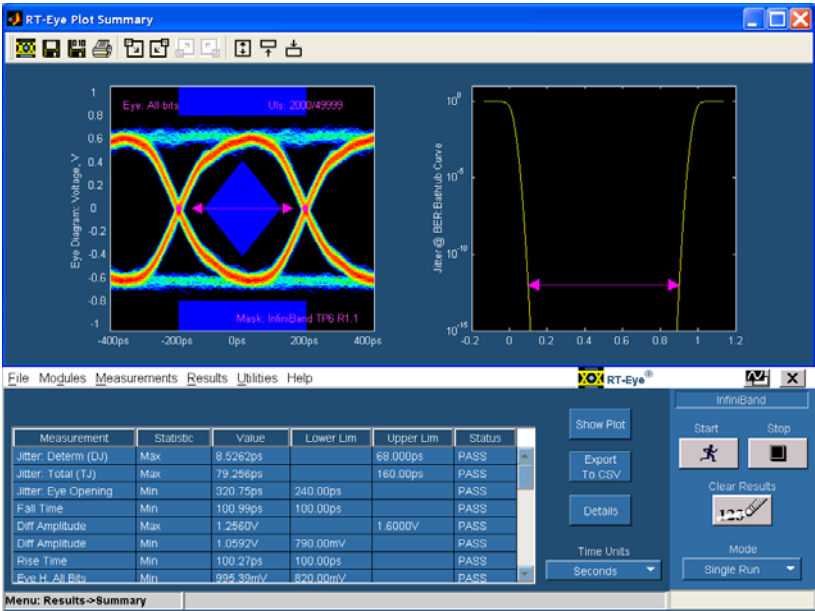 RT-Eye Plot Summary
Eye: All bits UIs: 2000/49999
Mask: InfiniBand TP6 R1.1
Eye Diagram: Voltage, V
1
0.8
0.6
0.4
0.2
0
-0.2
-0.4
-0.6
-0.8
-1
-400ps -200ps 0ps 200ps 400ps
Jitter @ BER:Bathtub Curve
10^0
10^-5
10^-10
10^-15
-0.2 0 0.2 0.4 0.6 0.8 1 1.2
File Modules Measurements Results Utilities Help
RT-Eye®
X
Measurement Statistic Value Lower Lim Upper Lim Status
Jitter: Determ (DJ) Max 8.5262ps 68.000ps PASS
Jitter: Total (TJ) Max 79.256ps 160.00ps PASS
Jitter: Eye Opening Min 320.75ps 240.00ps PASS
Fall Time Min 100.99ps 100.00ps PASS
Diff Amplitude Max 1.2560V 1.6000V PASS
Diff Amplitude Min 1.0592V 790.00mV PASS
Rise Time Min 100.27ps 100.00ps PASS
Eye H: All Bits Min 995.39mV 820.00mV PASS
Show Plot
Export
To CSV
Details
Time Units
Seconds
InfiniBand
Start Stop
Clear Results
123
Mode
Single Run
Menu: Results->Summary